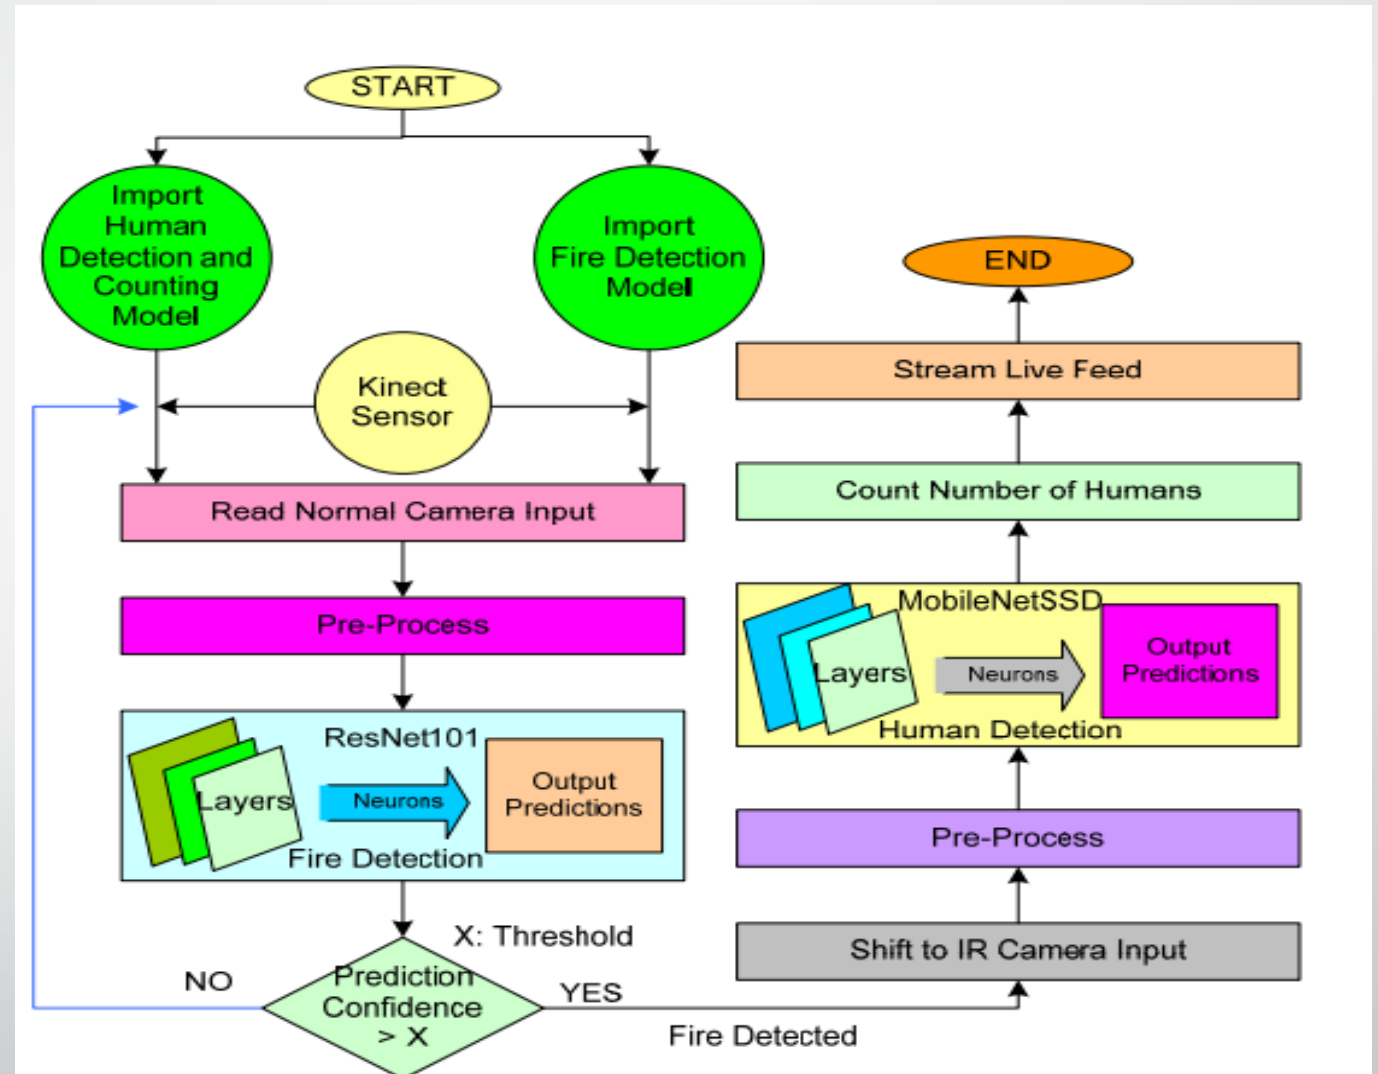 START
Import
Human
Detection and
Counting
Model
Import
Fire Detection
Model
Kinect
Sensor
Read Normal Camera Input
Pre-Process
ResNet101
Layers
Neurons
Output
Predictions
Fire Detection
X: Threshold
Prediction
Confidence
> X
NO
YES
Fire Detected
Shift to IR Camera Input
Pre-Process
MobileNetSSD
Layers
Neurons
Output
Predictions
Human Detection
Count Number of Humans
Stream Live Feed
END